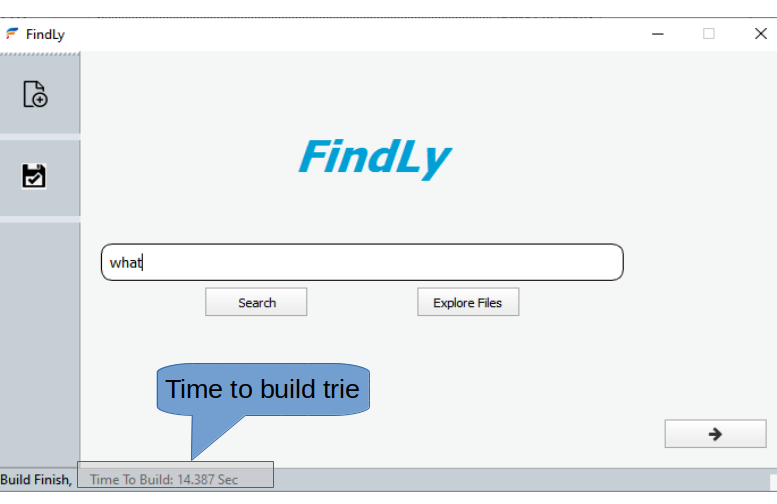 FindLy
FindLy
what
Search
Explore Files
Time to build trie
Build Finish, Time To Build: 14.387 Sec